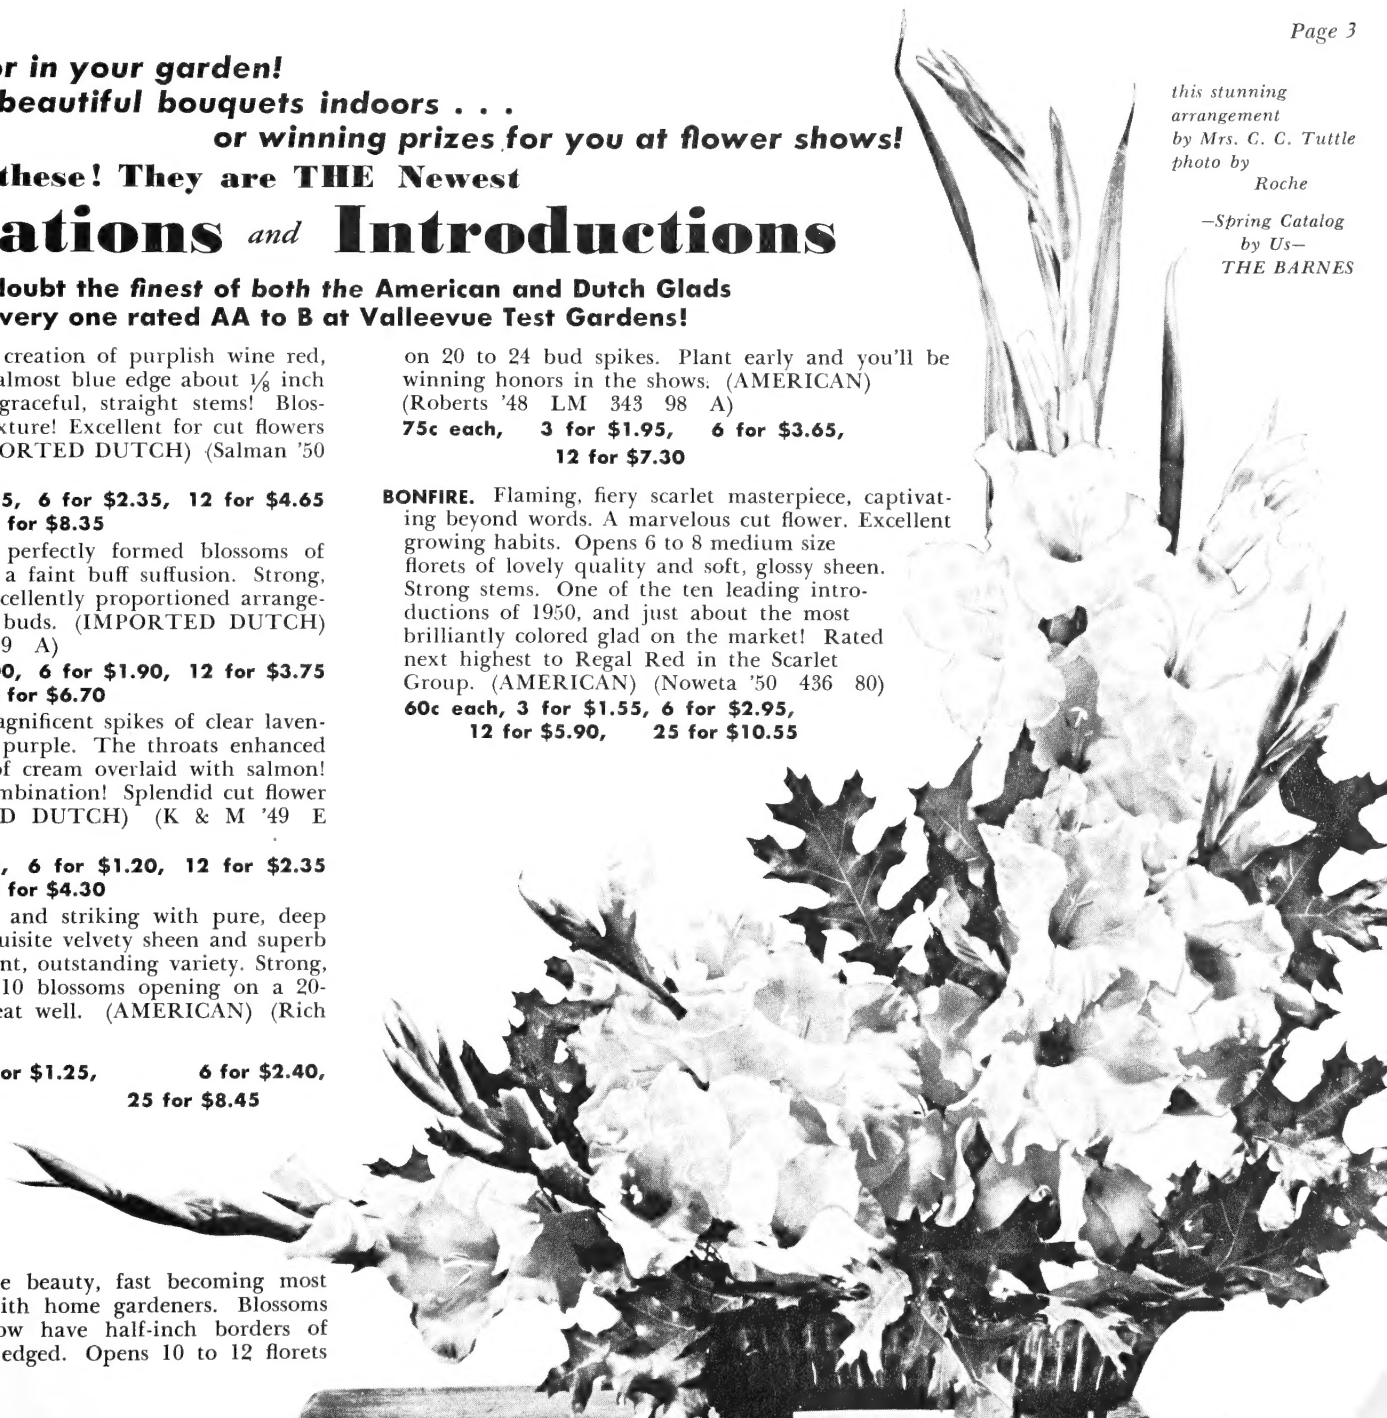 Page 3
or in your garden!
beautiful bouquets indoors . . .
or winning prizes for you at flower shows!
these! They are THE Newest
ations and Introductions
doubt the finest of both the American and Dutch Glads
very one rated AA to B at Valleevue Test Gardens!
this stunning
arrangement
by Mrs. C. C. Tuttle
photo by
Roche
—Spring Catalog
by Us—
THE BARNES
creation of purplish wine red,
almost blue edge about 1/8 inch
graceful, straight stems! Blos-
xture! Excellent for cut flowers
ORTED DUTCH) (Salman '50
5, 6 for $2.35, 12 for $4.65
for $8.35
perfectly formed blossoms of
a faint buff suffusion. Strong,
cellently proportioned arrange-
buds. (IMPORTED DUTCH)
9 A)
0, 6 for $1.90, 12 for $3.75
for $6.70
agnificent spikes of clear laven-
purple. The throats enhanced
of cream overlaid with salmon!
mbination! Splendid cut flower
D DUTCH) (K & M '49 E
, 6 for $1.20, 12 for $2.35
for $4.30
and striking with pure, deep
uisite velvety sheen and superb
nt, outstanding variety. Strong,
10 blossoms opening on a 20-
eat well. (AMERICAN) (Rich
or $1.25, 6 for $2.40,
25 for $8.45
e beauty, fast becoming most
ith home gardeners. Blossoms
ow have half-inch borders of
edged. Opens 10 to 12 florets
on 20 to 24 bud spikes. Plant early and you'll be
winning honors in the shows. (AMERICAN)
(Roberts '48 LM 343 98 A)
75c each, 3 for $1.95, 6 for $3.65,
12 for $7.30
BONFIRE. Flaming, fiery scarlet masterpiece, captivat-
ing beyond words. A marvelous cut flower. Excellent
growing habits. Opens 6 to 8 medium size
florets of lovely quality and soft, glossy sheen.
Strong stems. One of the ten leading intro-
ductions of 1950, and just about the most
brilliantly colored glad on the market! Rated
next highest to Regal Red in the Scarlet
Group. (AMERICAN) (Noweta '50 436 80)
60c each, 3 for $1.55, 6 for $2.95,
12 for $5.90, 25 for $10.55